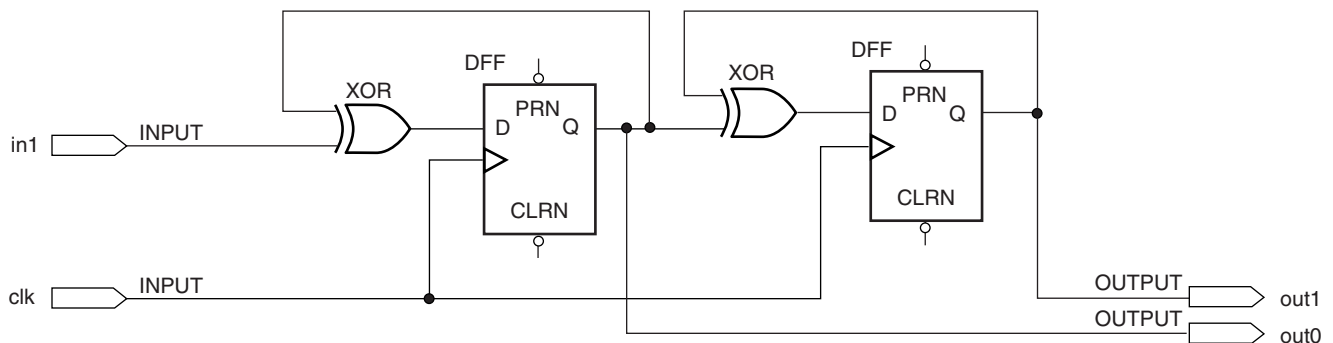 DFF
XOR
PRN
D
Q
CLRN
DFF
XOR
PRN
D
Q
CLRN
in1
INPUT
clk
INPUT
OUTPUT
out1
OUTPUT
out0